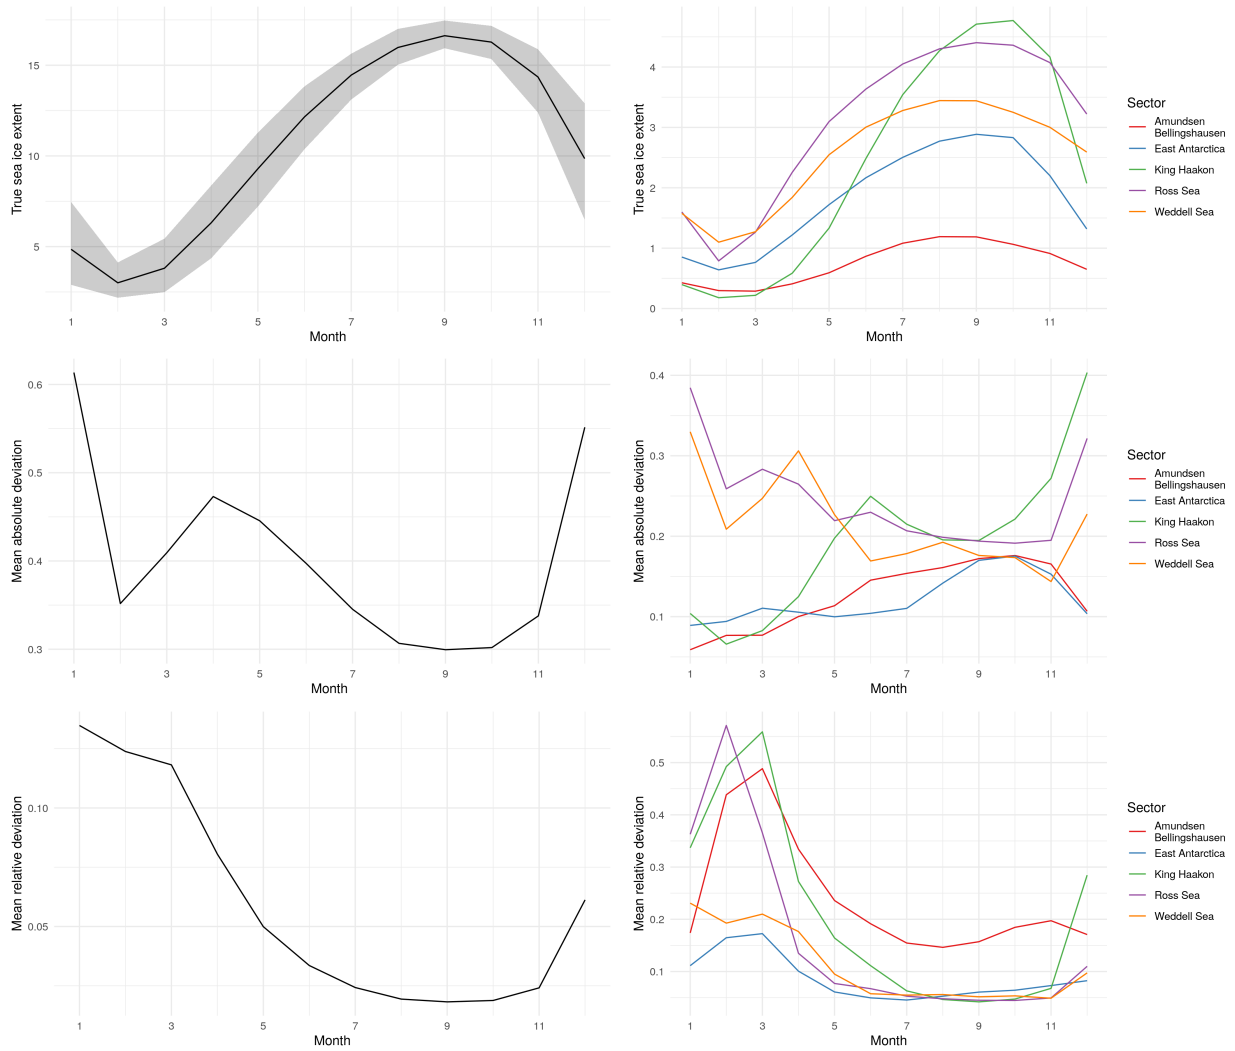 True sea ice extent
15
10
5
1 3 5 7 9 11
Month
True sea ice extent
4
3
2
1
0
1 3 5 7 9 11
Month
Sector
Amundsen
Bellingshausen
East Antarctica
King Haakon
Ross Sea
Weddell Sea
Mean absolute deviation
0.6
0.5
0.4
0.3
1 3 5 7 9 11
Month
Mean absolute deviation
0.4
0.3
0.2
0.1
1 3 5 7 9 11
Month
Sector
Amundsen
Bellingshausen
East Antarctica
King Haakon
Ross Sea
Weddell Sea
Mean relative deviation
0.10
0.05
1 3 5 7 9 11
Month
Mean relative deviation
0.5
0.4
0.3
0.2
0.1
1 3 5 7 9 11
Month
Sector
Amundsen
Bellingshausen
East Antarctica
King Haakon
Ross Sea
Weddell Sea